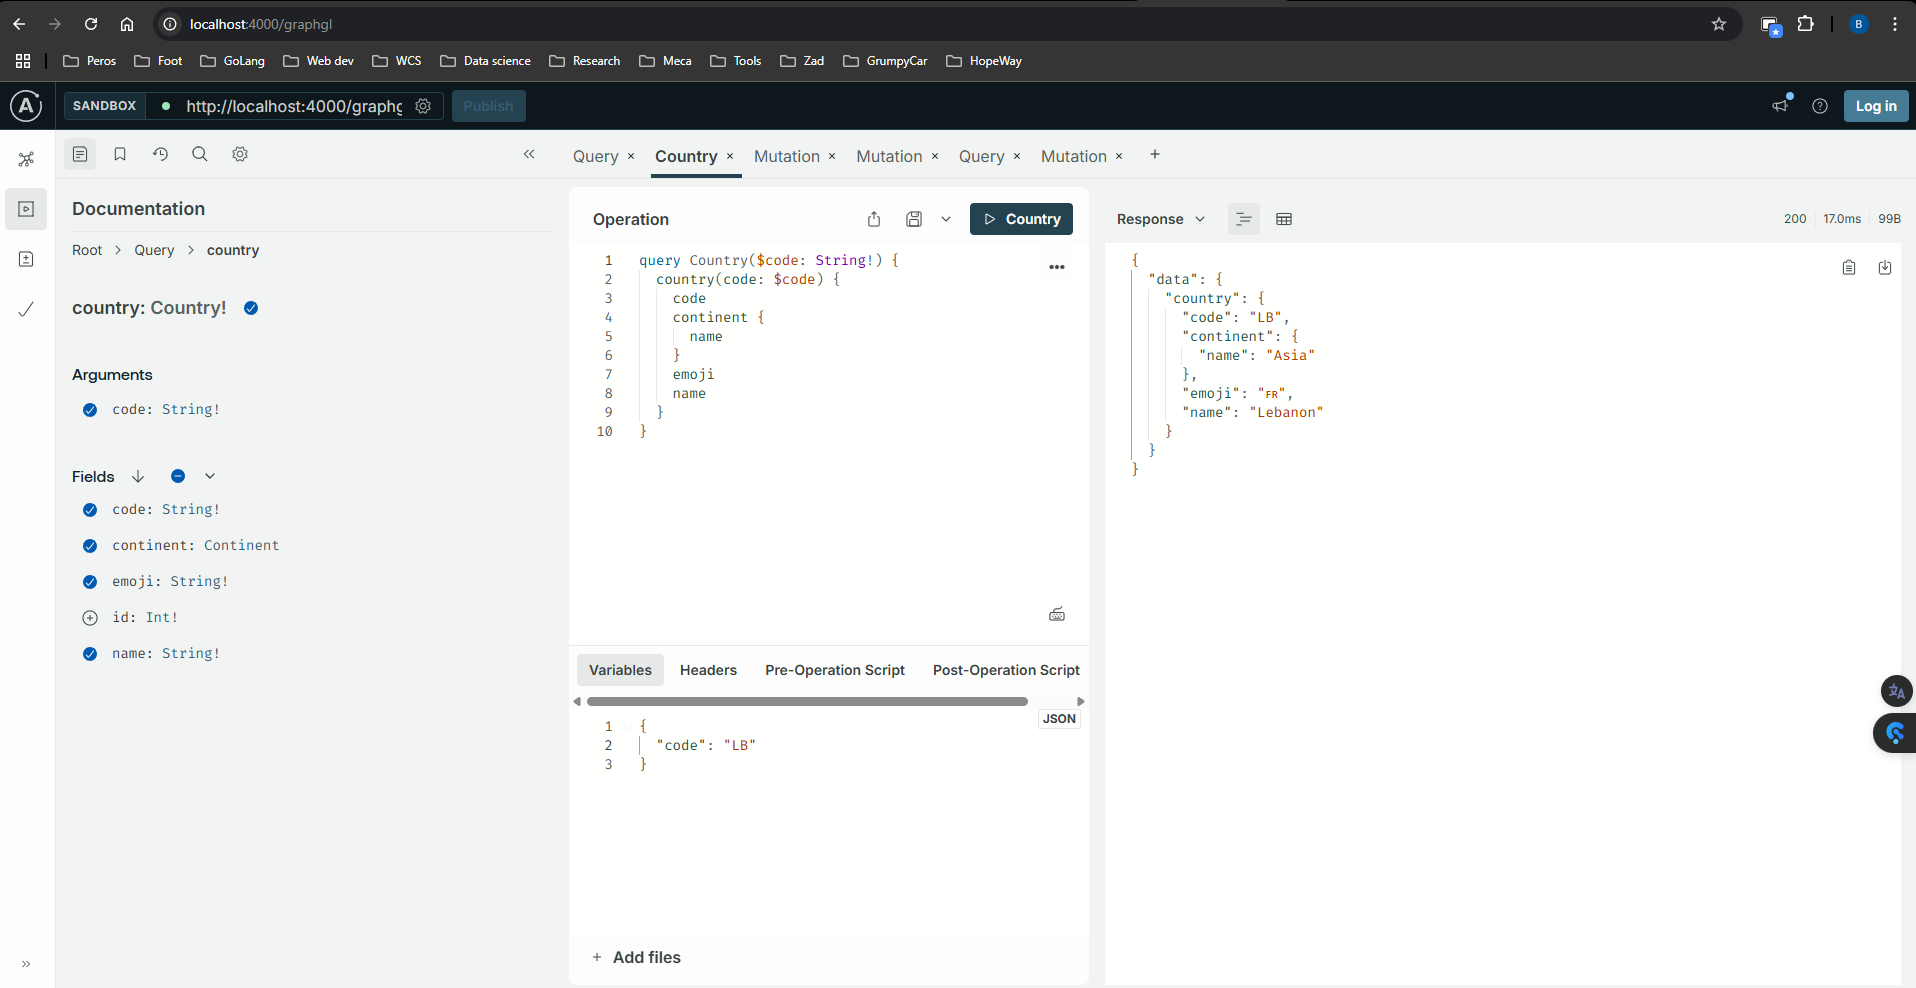 localhost:4000/graphql
B
Peros
Foot
GoLang
Web dev
WCS
Data science
Research
Meca
Tools
Zad
GrumpyCar
HopeWay
A
SANDBOX
http://localhost:4000/graphq
Publish
Log in
Query
Country
Mutation
Mutation
Query
Mutation
Documentation
Root > Query > country
country: Country!
Arguments
code: String!
Fields
code: String!
continent: Continent
emoji: String!
id: Int!
name: String!
Operation
Country
1 query Country($code: String!) {
2 country(code: $code) {
3 code
4 continent {
5 name
6 }
7 emoji
8 name
9 }
10 }
Variables
Headers
Pre-Operation Script
Post-Operation Script
JSON
1 {
2 "code": "LB"
3 }
+ Add files
Response
200
17.0ms
99B
{
"data": {
"country": {
"code": "LB",
"continent": {
"name": "Asia"
},
"emoji": "🇫🇷",
"name": "Lebanon"
}
}
}